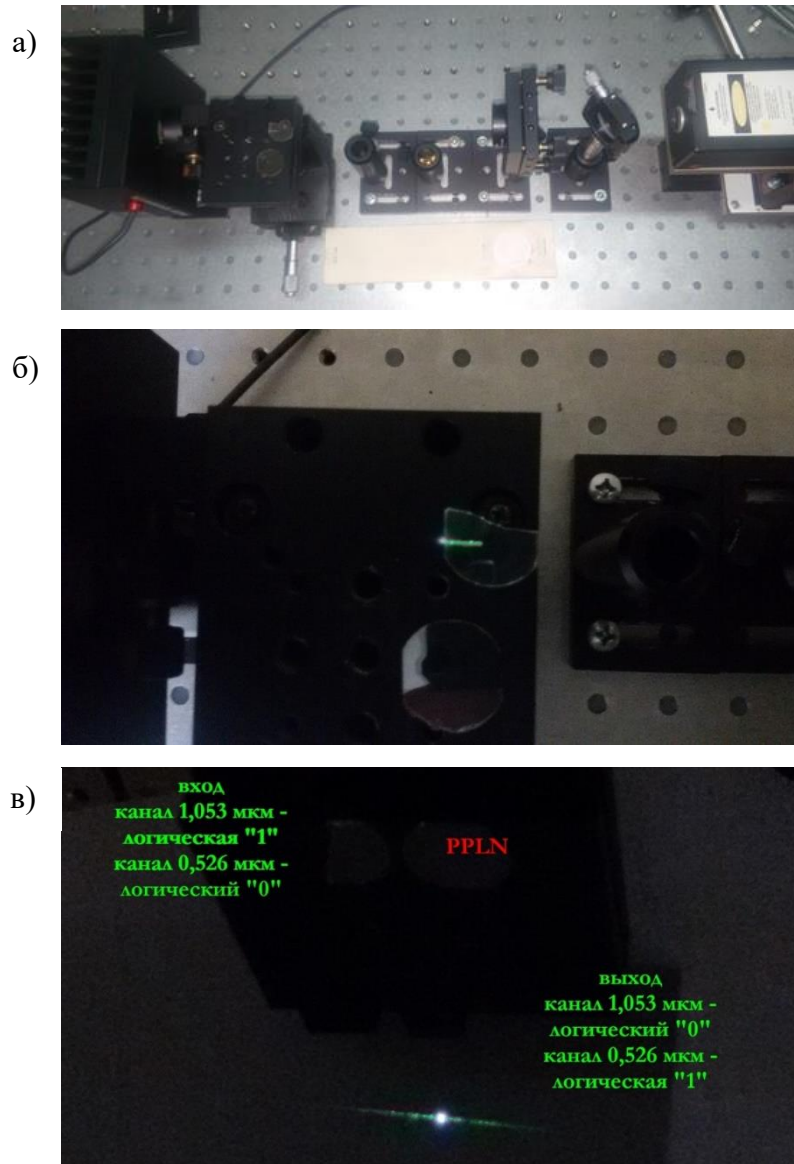 а)
б)
в)
вход
канал 1,053 мкм -
логическая "1"
канал 0,526 мкм -
логический "0"
PPLN
выход
канал 1,053 мкм -
логический "0"
канал 0,526 мкм -
логическая "1"